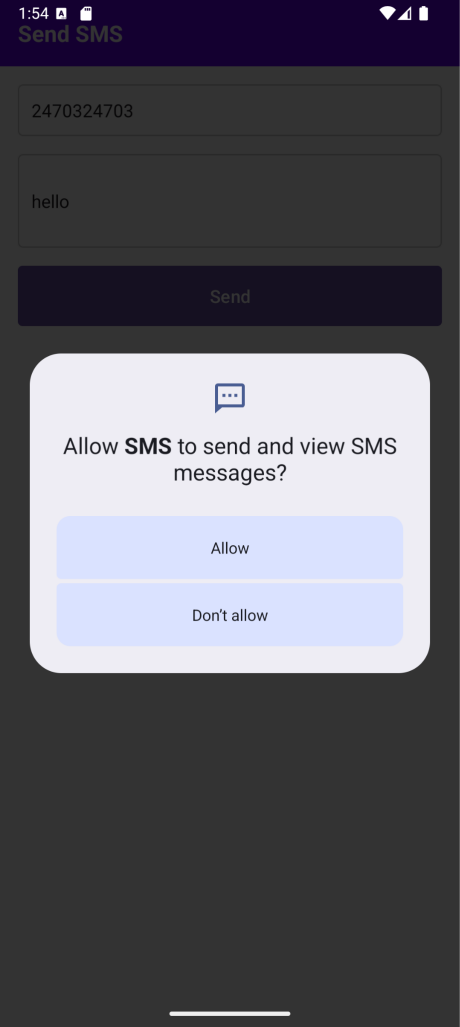 1:54
Send SMS
2470324703
hello
Send
Allow SMS to send and view SMS
messages?
Allow
Don’t allow